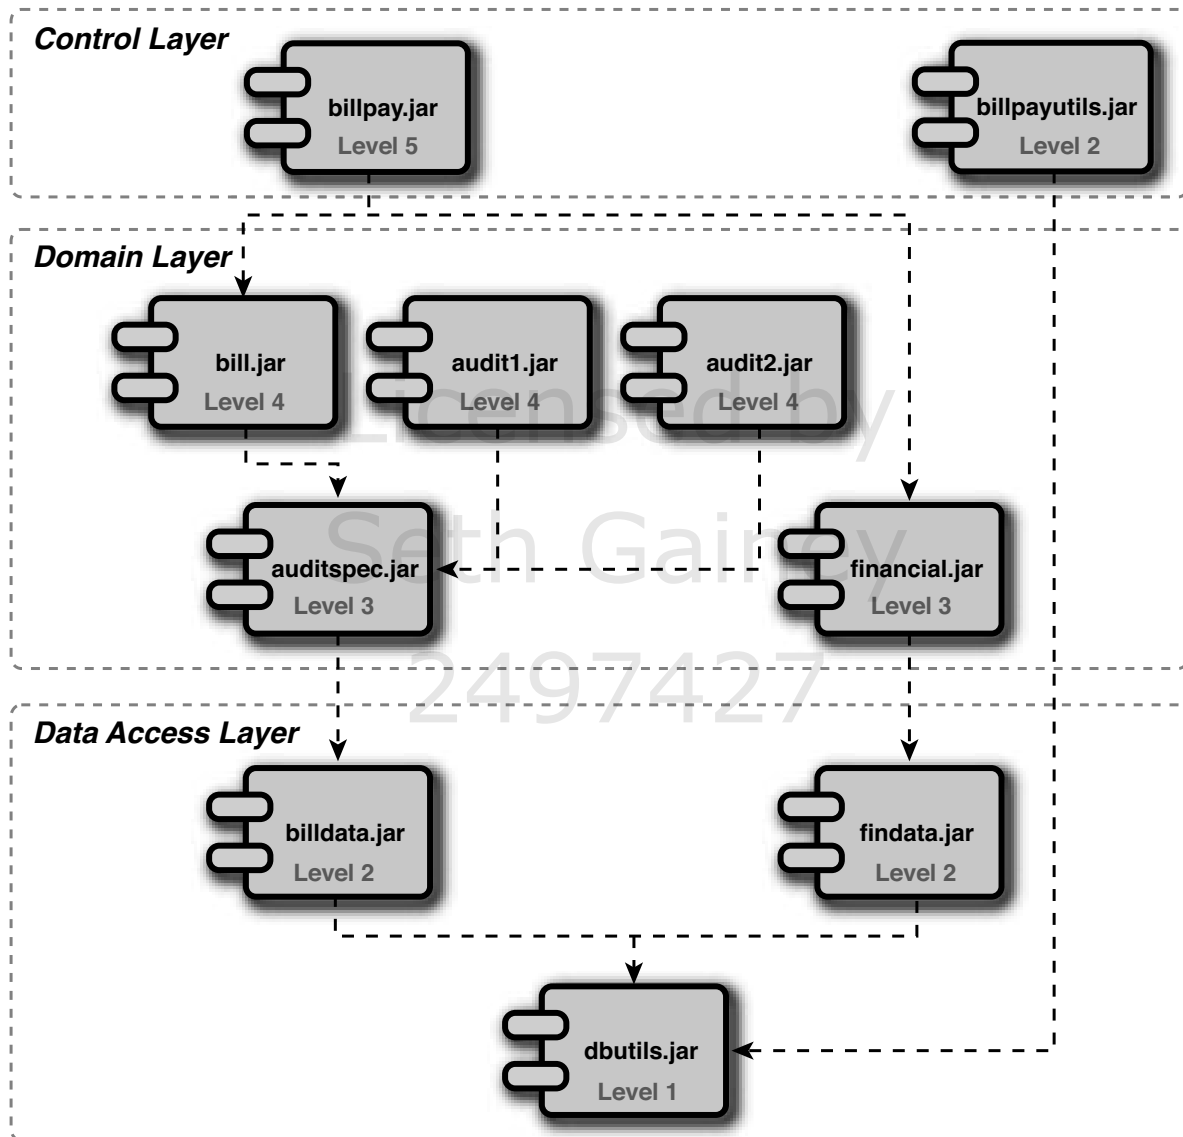 Control Layer
billpay.jar
Level 5
billpayutils.jar
Level 2
Domain Layer
bill.jar
Level 4
audit1.jar
Level 4
audit2.jar
Level 4
Licensed by
auditspec.jar
Level 3
Seth Gainey
financial.jar
Level 3
2497427
Data Access Layer
billdata.jar
Level 2
findata.jar
Level 2
dbutils.jar
Level 1